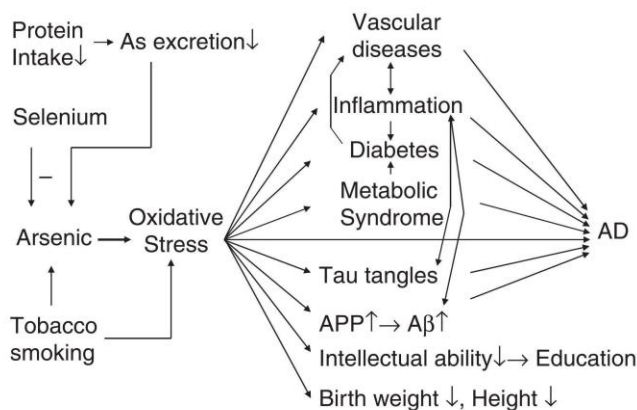 Protein
Intake↓ → As excretion↓
Selenium
–
Arsenic
Tobacco
smoking
Oxidative
Stress
Vascular
diseases
Inflammation
Diabetes
Metabolic
Syndrome
Tau tangles
APP↑→ Aβ↑
Intellectual ability↓→ Education
Birth weight ↓, Height ↓
AD